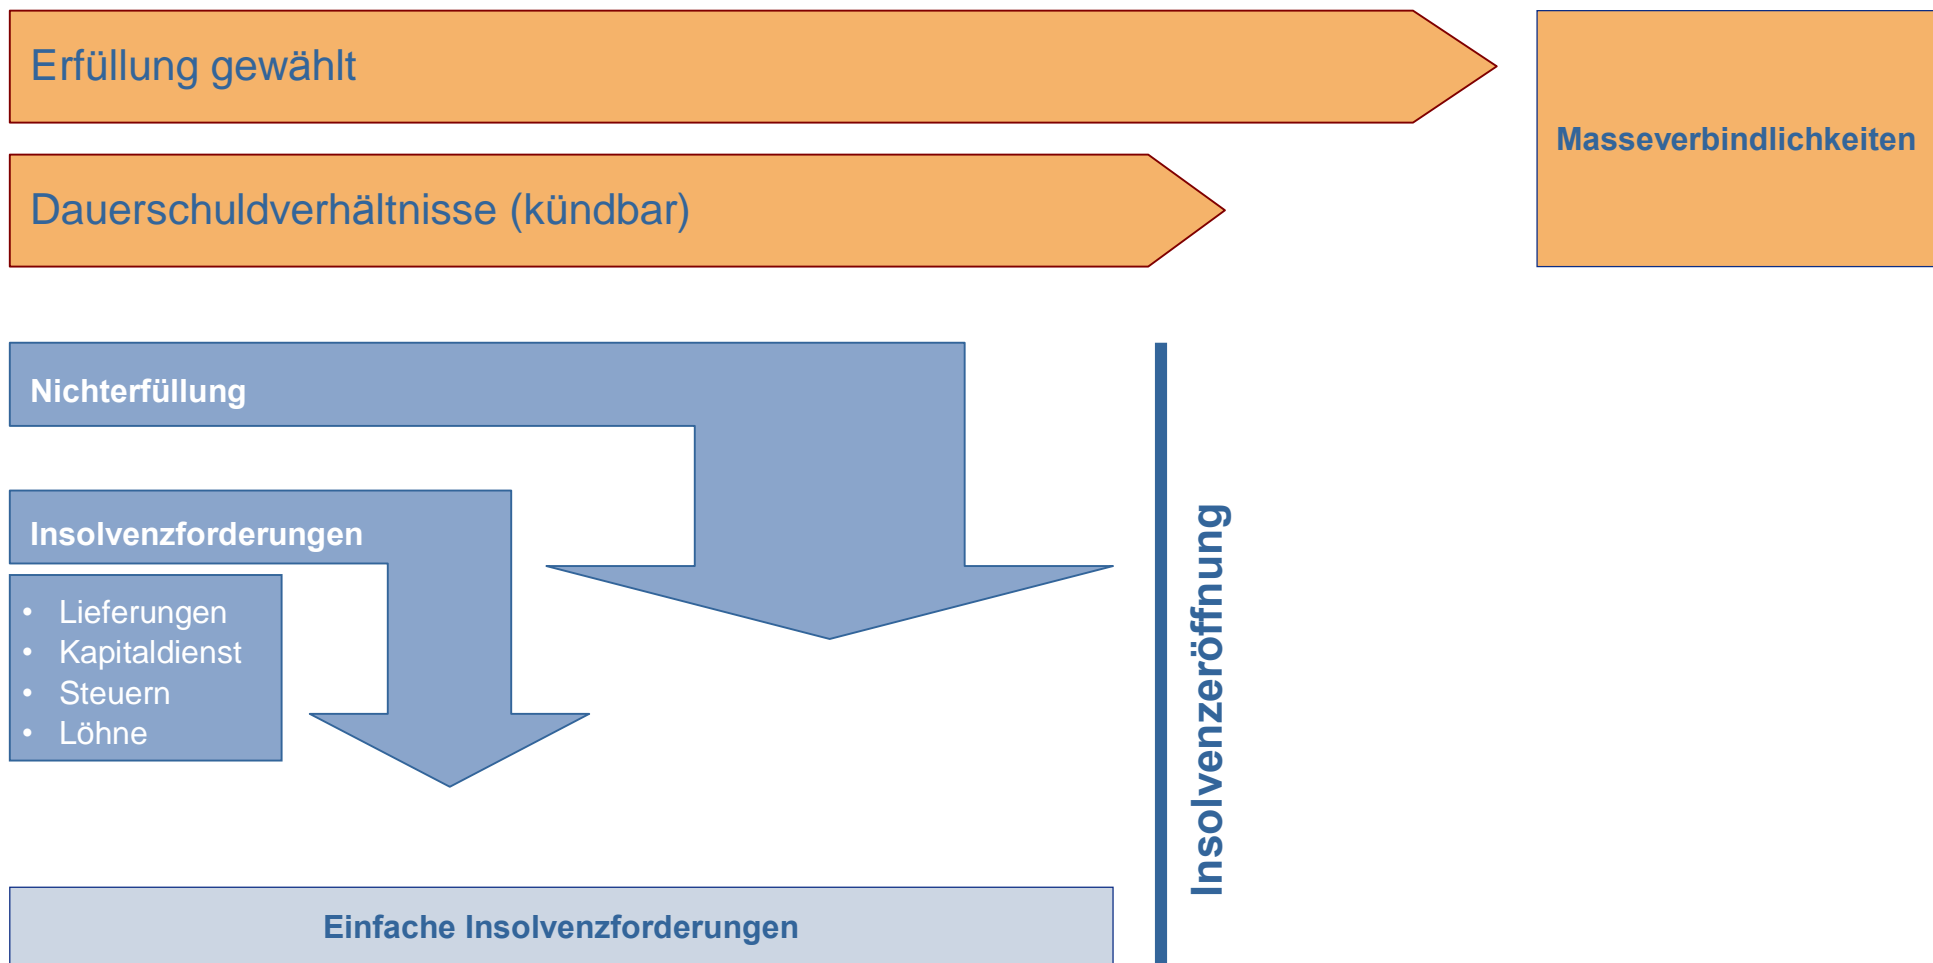 Erfüllung gewählt
Masseverbindlichkeiten
Dauerschuldverhältnisse (kündbar)
Nichterfüllung
Insolvenzforderungen
• Lieferungen
• Kapitaldienst
• Steuern
• Löhne
Insolvenzeröffnung
Einfache Insolvenzforderungen